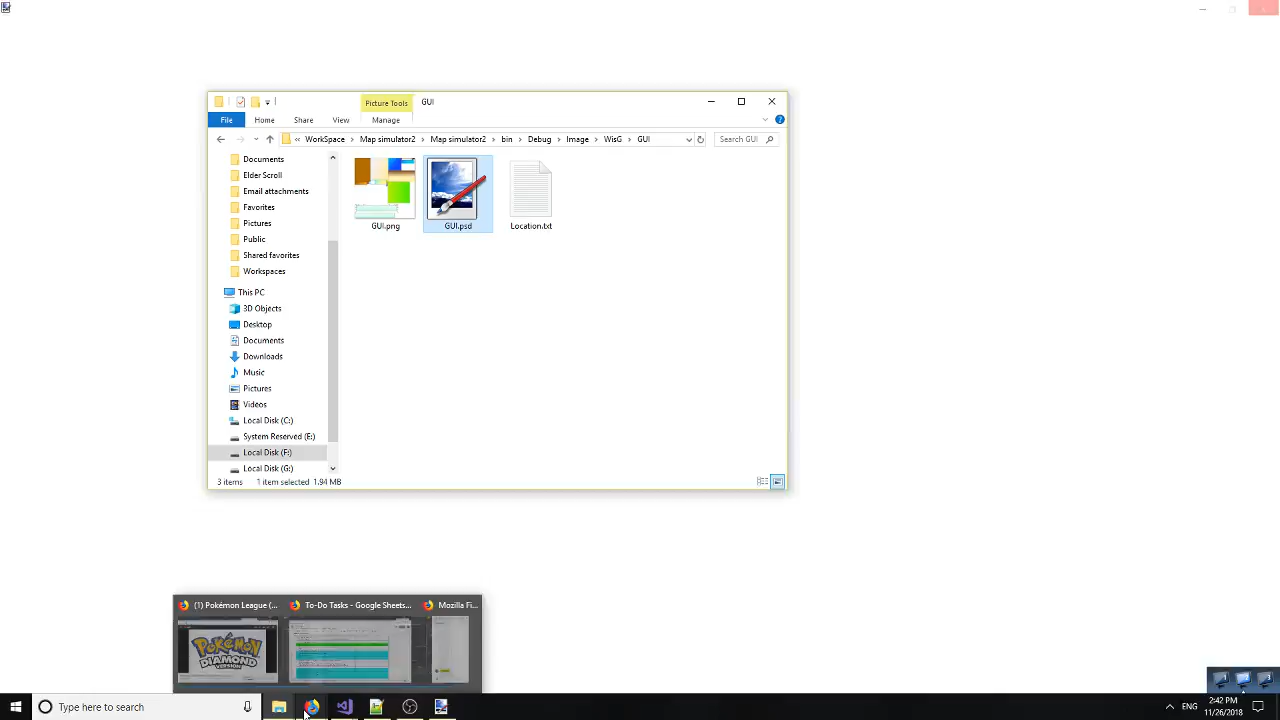 Picture Tools
GUI
File
Home
Share
View
Manage
«
WorkSpace
Map simulator2
Map simulator2
bin
Debug
Image
WisG
GUI
Search GUI
Documents
Elder Scroll
Email attachments
Favorites
Pictures
Public
Shared favorites
Workspaces
This PC
3D Objects
Desktop
Documents
Downloads
Music
Pictures
Videos
Local Disk (C:)
System Reserved (E:)
Local Disk (F:)
Local Disk (G:)
GUI.png
GUI.psd
Location.txt
3 items
1 item selected 1.94 MB
(1) Pokémon League (...
To-Do Tasks - Google Sheets...
Mozilla Fi...
POKéMON
DIAMOND
VERSION
Type here to search
ENG
2:42 PM
11/26/2018